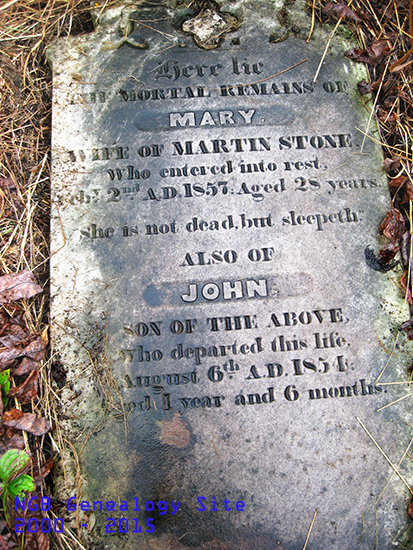 Here lie
THE MORTAL REMAINS OF
MARY.
WIFE OF MARTIN STONE.
Who entered into rest.
Feby. 2nd A.D. 1857: Aged 28 years.
she is not dead, but sleepeth:
ALSO OF
JOHN.
SON OF THE ABOVE.
Who departed this life.
August 6th A.D. 1854.
Aged 1 year and 6 months.
NGB Genealogy Site
2000 - 2015